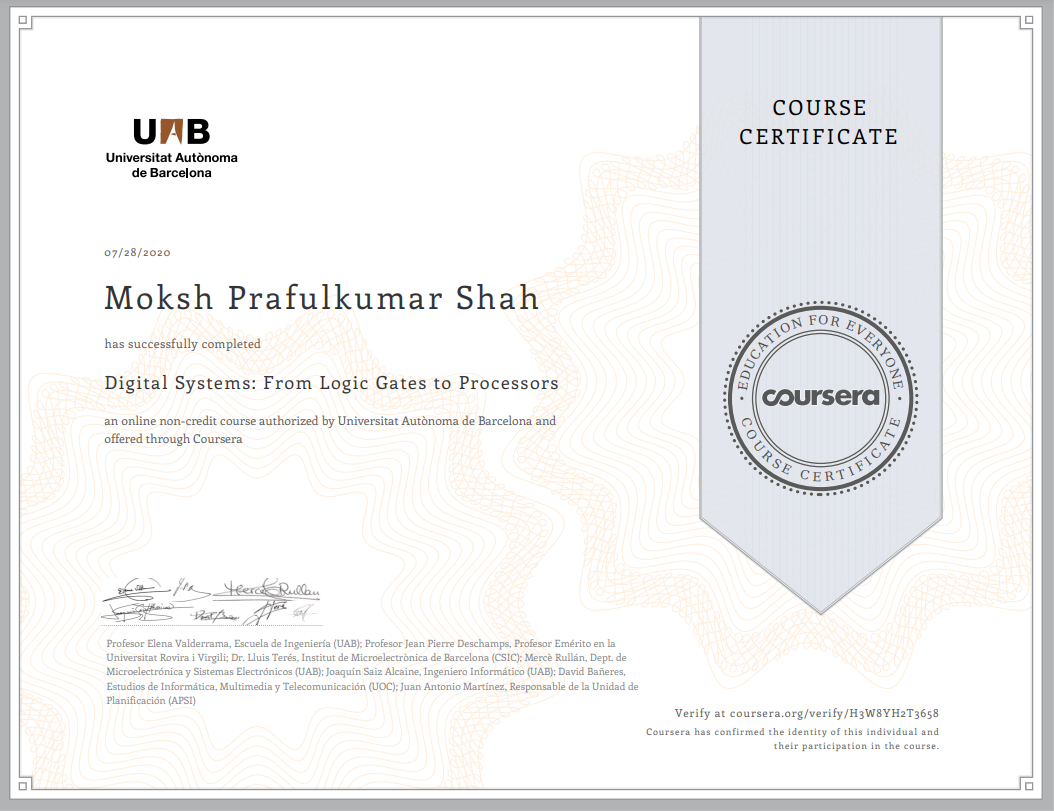 UAB
Universitat Autònoma
de Barcelona
COURSE
CERTIFICATE
07/28/2020
Moksh Prafulkumar Shah
has successfully completed
Digital Systems: From Logic Gates to Processors
an online non-credit course authorized by Universitat Autònoma de Barcelona and
offered through Coursera
EDUCATION FOR EVERYONE
coursera
COURSE CERTIFICATE
Mercè Rullan
Profesor Elena Valderrama, Escuela de Ingeniería (UAB); Profesor Jean Pierre Deschamps, Profesor Emérito en la
Universitat Rovira i Virgili; Dr. Lluis Terés, Institut de Microelectrònica de Barcelona (CSIC); Mercè Rullán, Dept. de
Microelectrónica y Sistemas Electrónicos (UAB); Joaquín Saiz Alcaine, Ingeniero Informático (UAB); David Bañeres,
Estudios de Informática, Multimedia y Telecomunicación (UOC); Juan Antonio Martínez, Responsable de la Unidad de
Planificación (APSI)
Verify at coursera.org/verify/H3W8YH2T3658
Coursera has confirmed the identity of this individual and
their participation in the course.